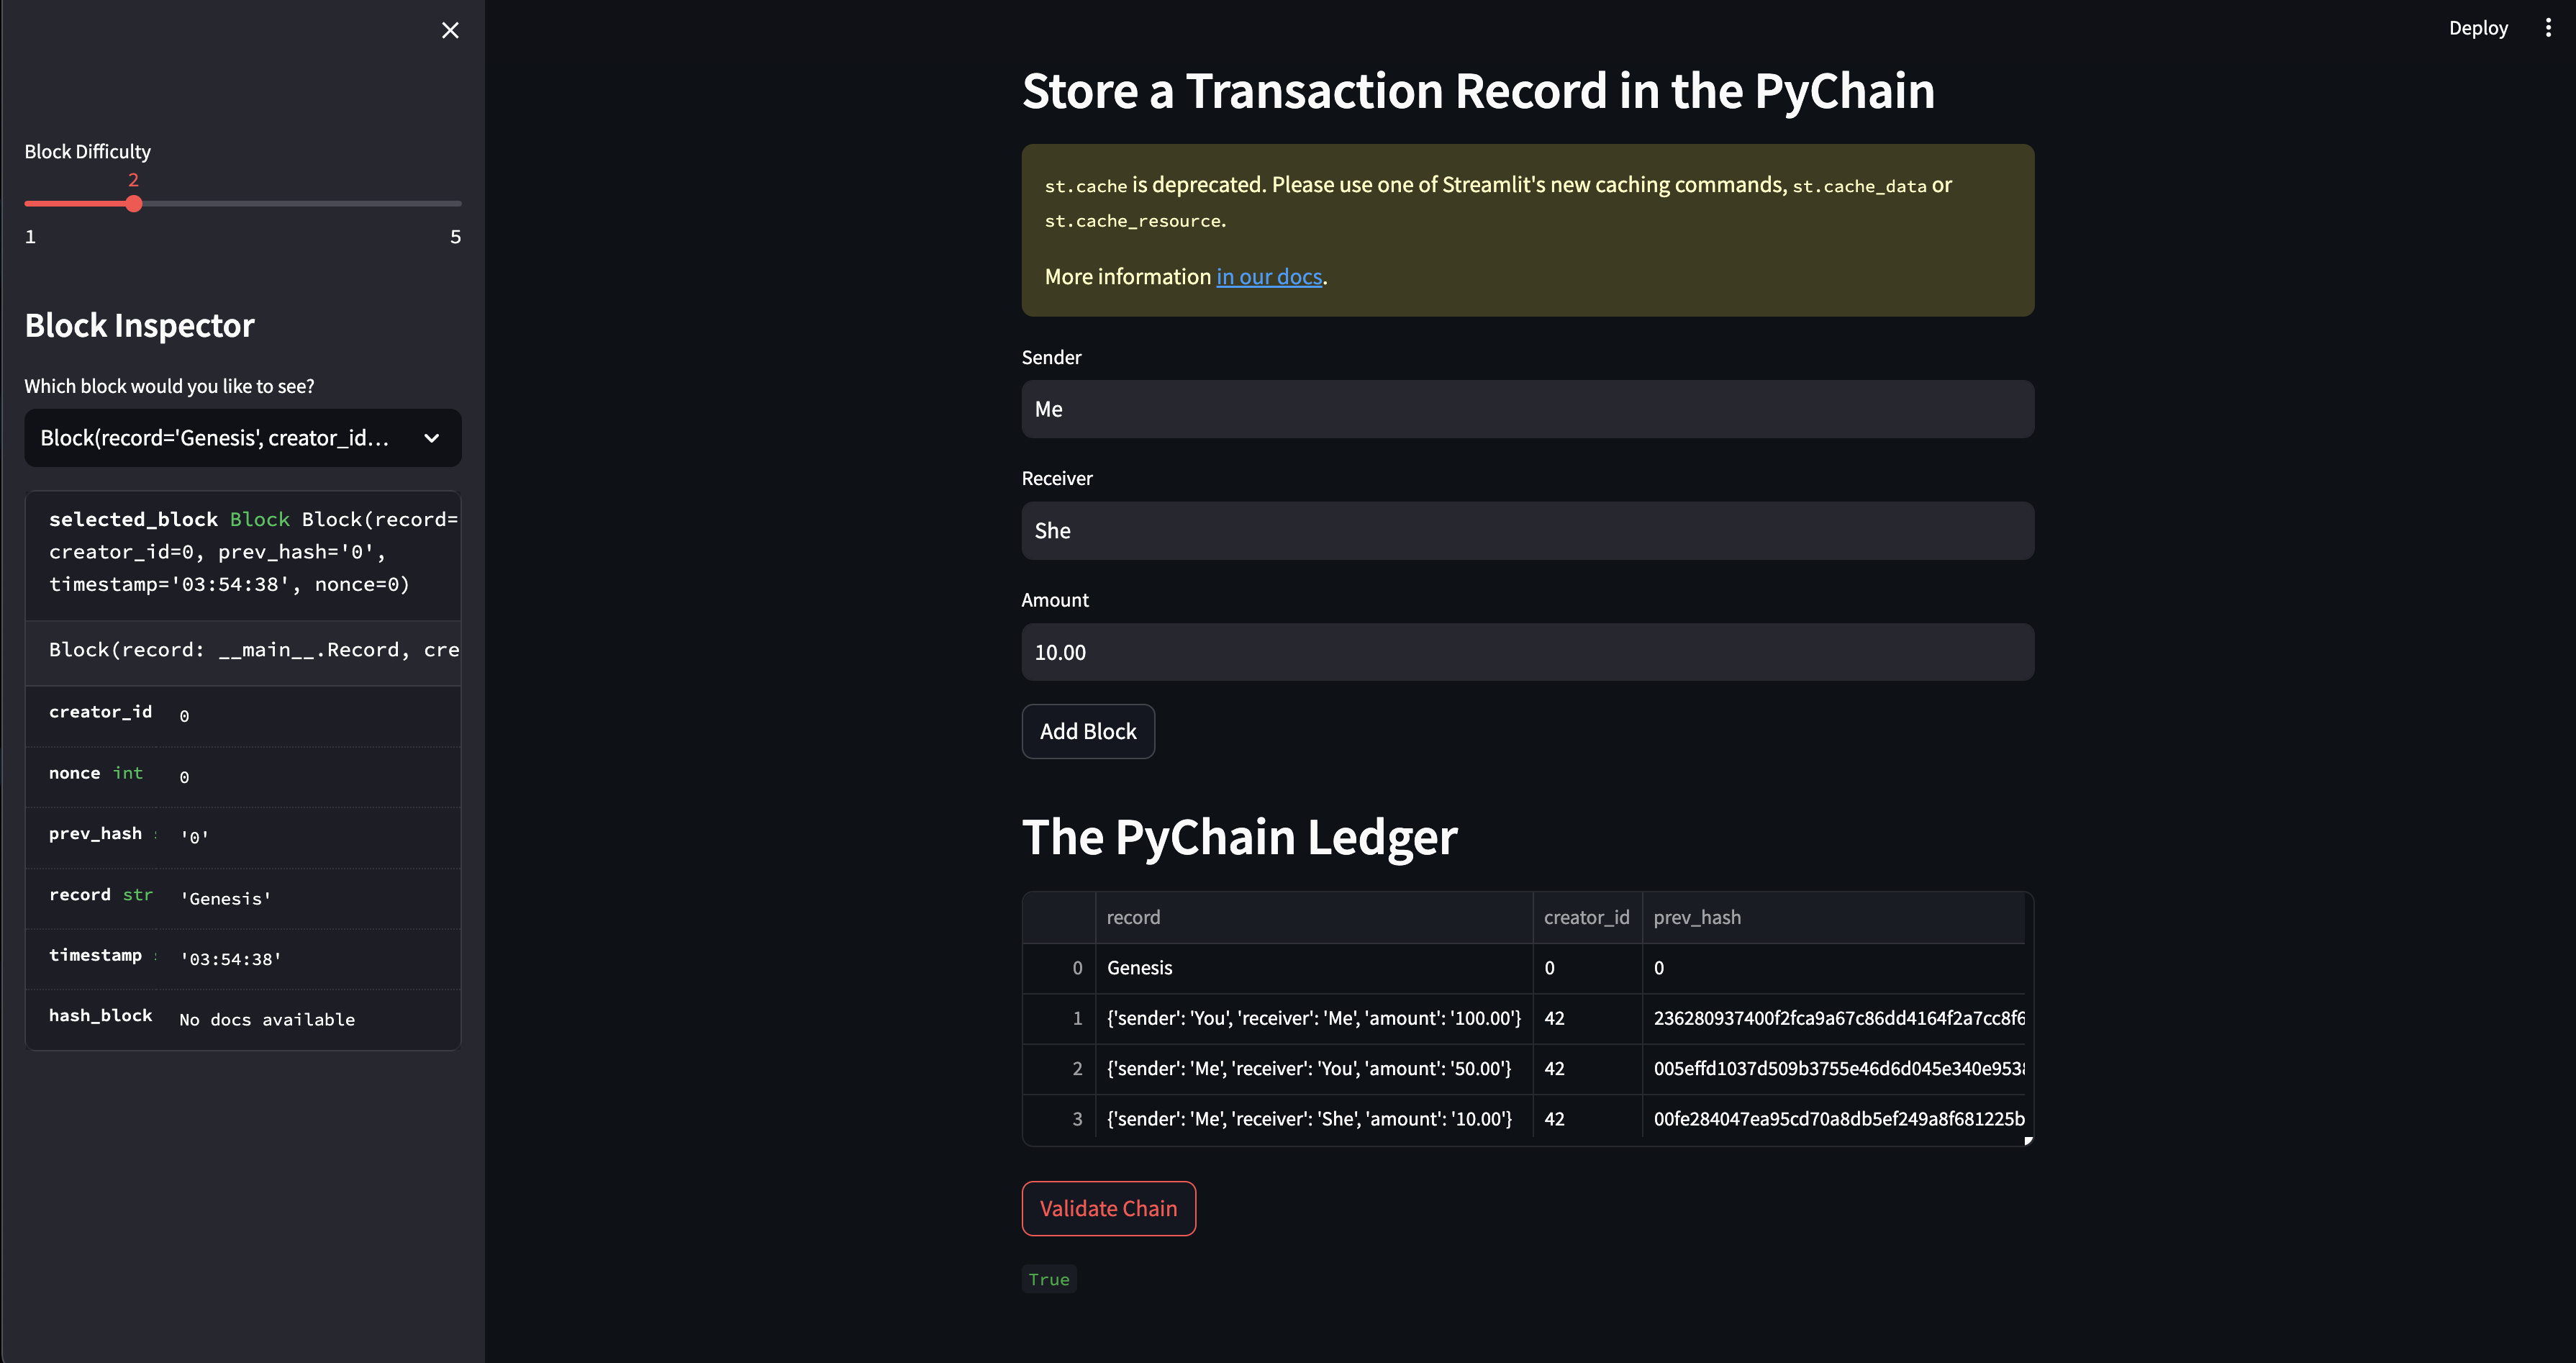 Deploy
Block Difficulty
2
1 5
Block Inspector
Which block would you like to see?
Block(record='Genesis', creator_id...
selected_block Block Block(record=
creator_id=0, prev_hash='0',
timestamp='03:54:38', nonce=0)
Block(record: __main__.Record, cre
creator_id 0
nonce int 0
prev_hash '0'
record str 'Genesis'
timestamp '03:54:38'
hash_block No docs available
Store a Transaction Record in the PyChain
st.cache is deprecated. Please use one of Streamlit's new caching commands, st.cache_data or
st.cache_resource.
More information in our docs.
Sender
Me
Receiver
She
Amount
10.00
Add Block
The PyChain Ledger
record creator_id prev_hash
0 Genesis 0 0
1 {'sender': 'You', 'receiver': 'Me', 'amount': '100.00'} 42 236280937400f2fca9a67c86dd4164f2a7cc8f6
2 {'sender': 'Me', 'receiver': 'You', 'amount': '50.00'} 42 005effd1037d509b3755e46d6d045e340e953
3 {'sender': 'Me', 'receiver': 'She', 'amount': '10.00'} 42 00fe284047ea95cd70a8db5ef249a8f681225b
Validate Chain
True